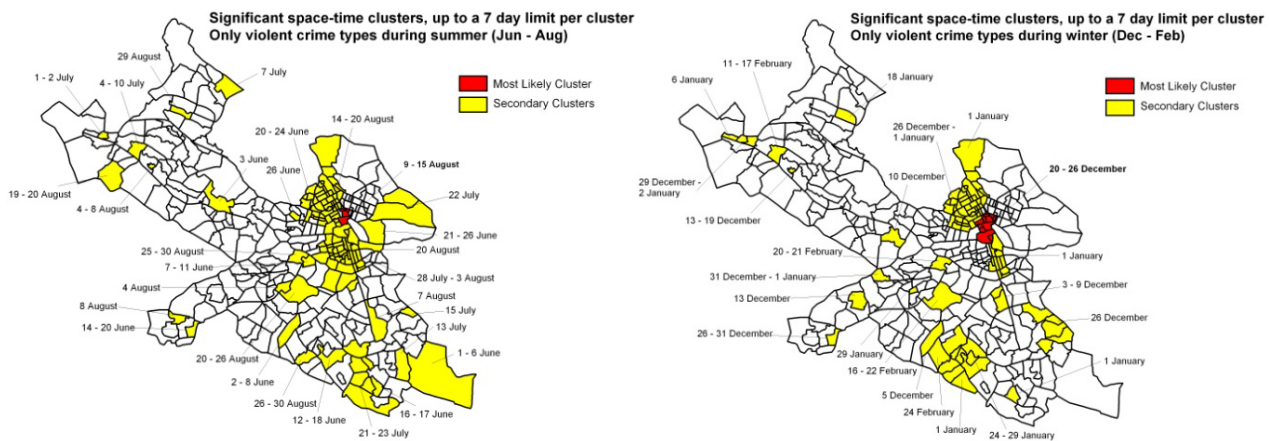 Significant space-time clusters, up to a 7 day limit per cluster
Only violent crime types during summer (Jun - Aug)
29 August
7 July
1 - 2 July
4 - 10 July
Most Likely Cluster
Secondary Clusters
20 - 24 June
14 - 20 August
3 June
26 June
9 - 15 August
19 - 20 August
22 July
4 - 8 August
21 - 26 June
25 - 30 August
20 August
7 - 11 June
28 July - 3 August
4 August
7 August
8 August
15 July
14 - 20 June
13 July
20 - 26 August
1 - 6 June
2 - 8 June
26 - 30 August
16 - 17 June
12 - 18 June
21 - 23 July
Significant space-time clusters, up to a 7 day limit per cluster
Only violent crime types during winter (Dec - Feb)
11 - 17 February
6 January
18 January
Most Likely Cluster
Secondary Clusters
26 December -
1 January
1 January
20 - 26 December
10 December
29 December -
2 January
13 - 19 December
20 - 21 February
1 January
31 December - 1 January
3 - 9 December
13 December
26 December
26 - 31 December
29 January
1 January
16 - 22 February
5 December
24 February
1 January
24 - 29 January